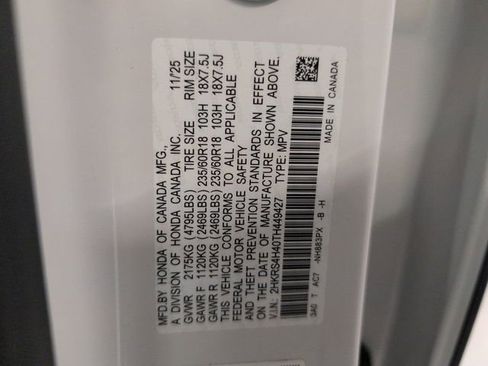 MFD.BY HONDA OF CANADA MFG.,
A DIVISION OF HONDA CANADA INC. 11/25
GVWR 2175KG (4795LBS) TIRE SIZE RIM SIZE
GAWR F 1120KG (2469LBS) 235/60R18 103H 18X7.5J
GAWR R 1120KG (2469LBS) 235/60R18 103H 18X7.5J
THIS VEHICLE CONFORMS TO ALL APPLICABLE
FEDERAL MOTOR VEHICLE SAFETY
AND THEFT PREVENTION STANDARDS IN EFFECT
ON THE DATE OF MANUFACTURE SHOWN ABOVE.
V.I.N.: 2HKRS4H40TH449427 TYPE: MPV
3A0 T AC7 -NH883PX -B -H MADE IN CANADA